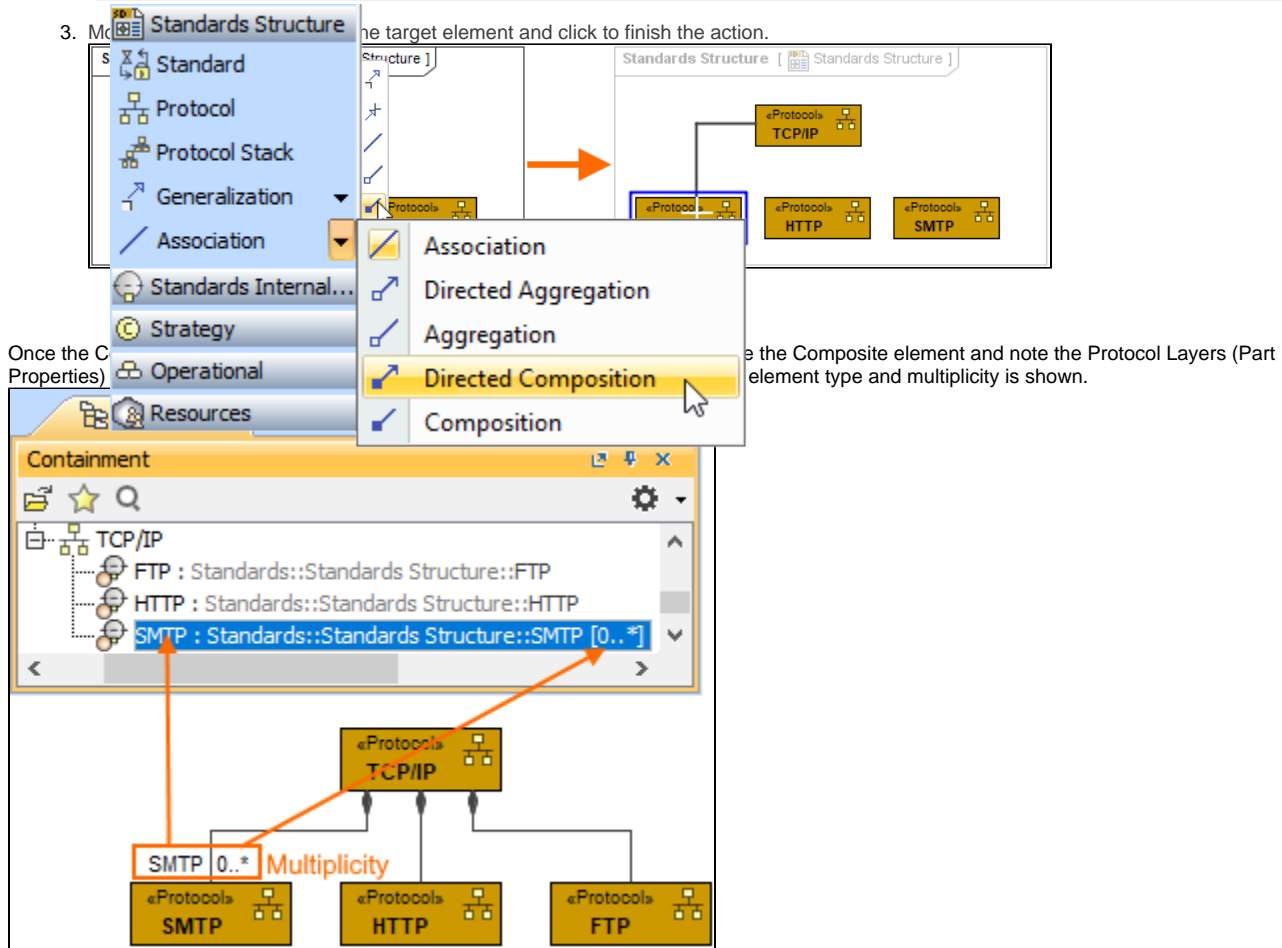 Standards Structure
3. Mo
he target element and click to finish the action.
S
Structure ]
Standards Structure [ Standards Structure ]
Standard
Protocol
Protocol Stack
Generalization
Association
Standards Internal...
Strategy
Operational
Resources
«Protocol»
TCP/IP
Protocol»
«Protocol»
«Protocol»
HTTP
«Protocol»
SMTP
Association
Directed Aggregation
Aggregation
Directed Composition
Composition
Once the C
e the Composite element and note the Protocol Layers (Part
Properties)
element type and multiplicity is shown.
Containment
TCP/IP
FTP : Standards::Standards Structure::FTP
HTTP : Standards::Standards Structure::HTTP
SMTP : Standards::Standards Structure::SMTP [0..*]
«Protocol»
TCP/IP
SMTP 0..* Multiplicity
«Protocol»
SMTP
«Protocol»
HTTP
«Protocol»
FTP